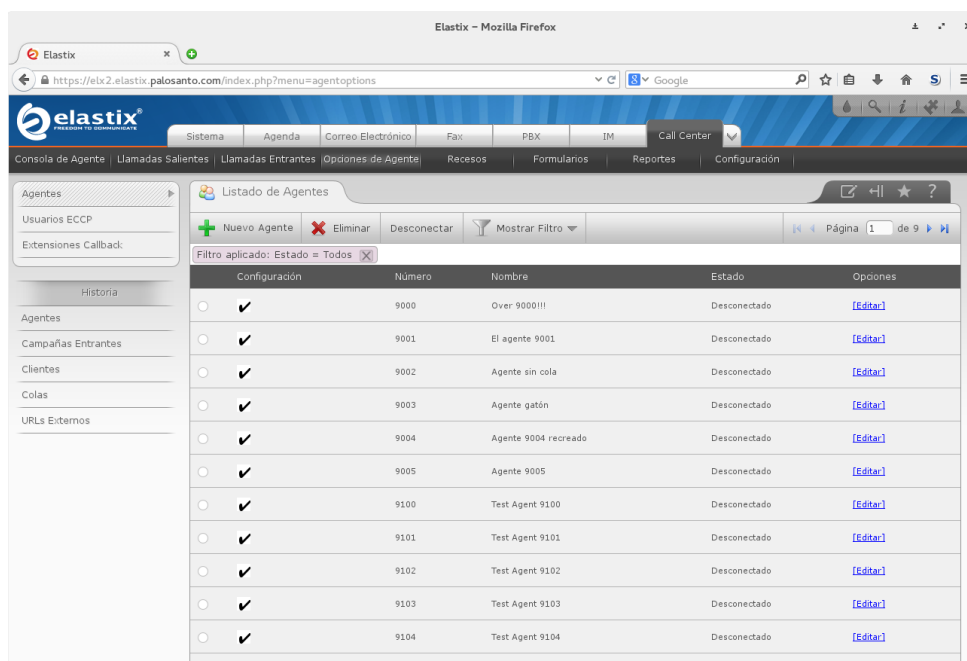 Elastix – Mozilla Firefox
Elastix
https://elx2.elastix.palosanto.com/index.php?menu=agentoptions
Google
elastix®
FREEDOM TO COMMUNICATE
Sistema Agenda Correo Electrónico Fax PBX IM Call Center
Consola de Agente Llamadas Salientes Llamadas Entrantes Opciones de Agente Recesos Formularios Reportes Configuración
Agentes
Usuarios ECCP
Extensiones Callback
Historia
Agentes
Campañas Entrantes
Clientes
Colas
URLs Externos
Listado de Agentes
Nuevo Agente Eliminar Desconectar Mostrar Filtro Página 1 de 9
Filtro aplicado: Estado = Todos X
Configuración Número Nombre Estado Opciones
9000 Over 9000!!! Desconectado [Editar]
9001 El agente 9001 Desconectado [Editar]
9002 Agente sin cola Desconectado [Editar]
9003 Agente gatón Desconectado [Editar]
9004 Agente 9004 recreado Desconectado [Editar]
9005 Agente 9005 Desconectado [Editar]
9100 Test Agent 9100 Desconectado [Editar]
9101 Test Agent 9101 Desconectado [Editar]
9102 Test Agent 9102 Desconectado [Editar]
9103 Test Agent 9103 Desconectado [Editar]
9104 Test Agent 9104 Desconectado [Editar]